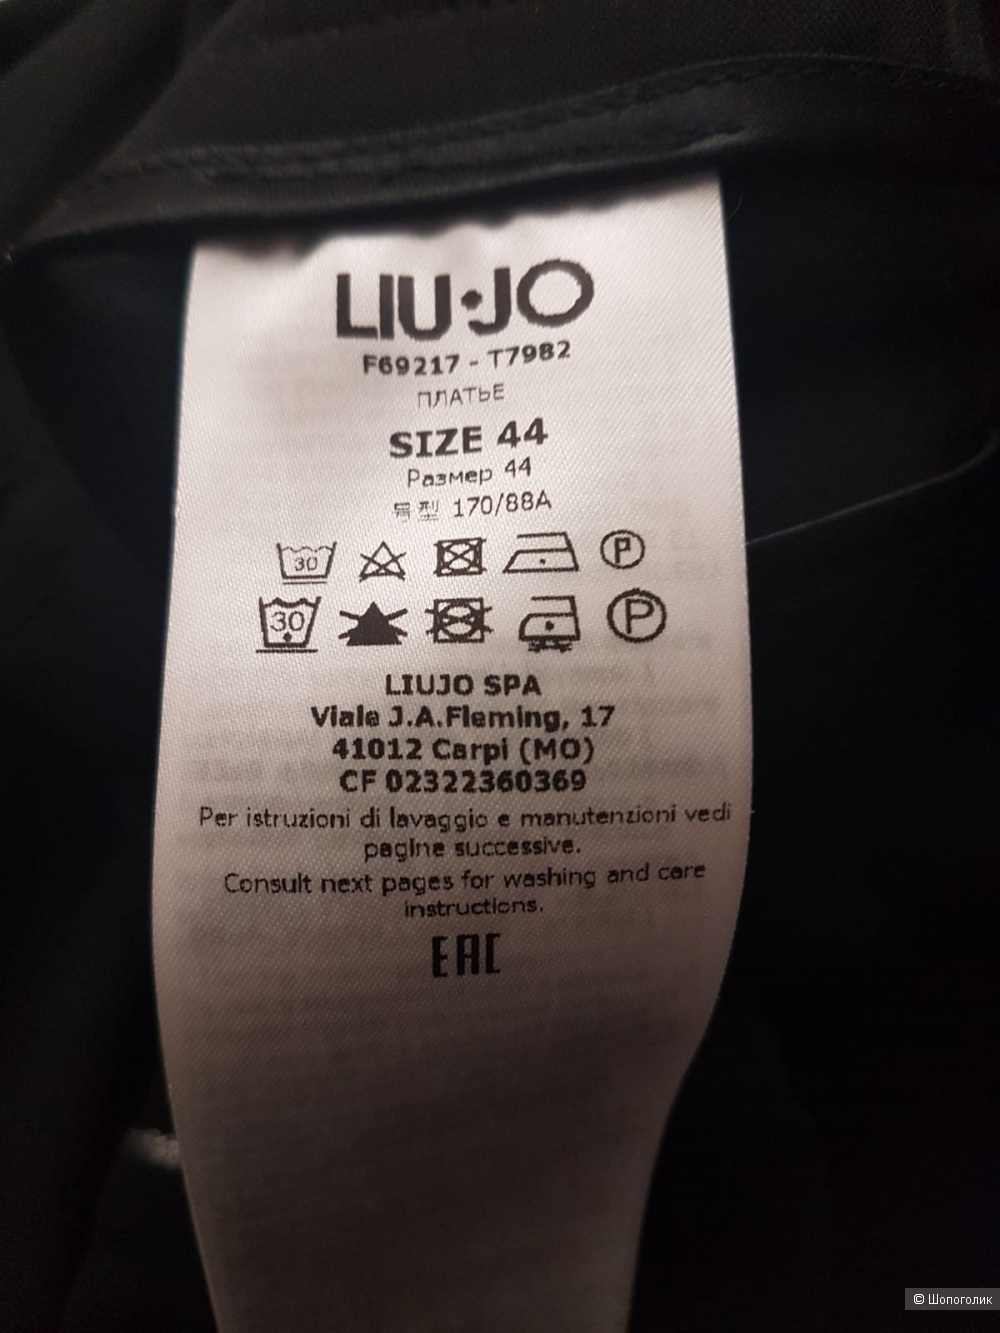 LIU·JO
F69217 - T7982
ПЛАТЬЕ
SIZE 44
Размер 44
号型 170/88A
30 P
30 P
LIUJO SPA
Viale J.A.Fleming, 17
41012 Carpi (MO)
CF 02322360369
Per istruzioni di lavaggio e manutenzioni vedi
pagine successive.
Consult next pages for washing and care
instructions.
EAC
© Шопоголик